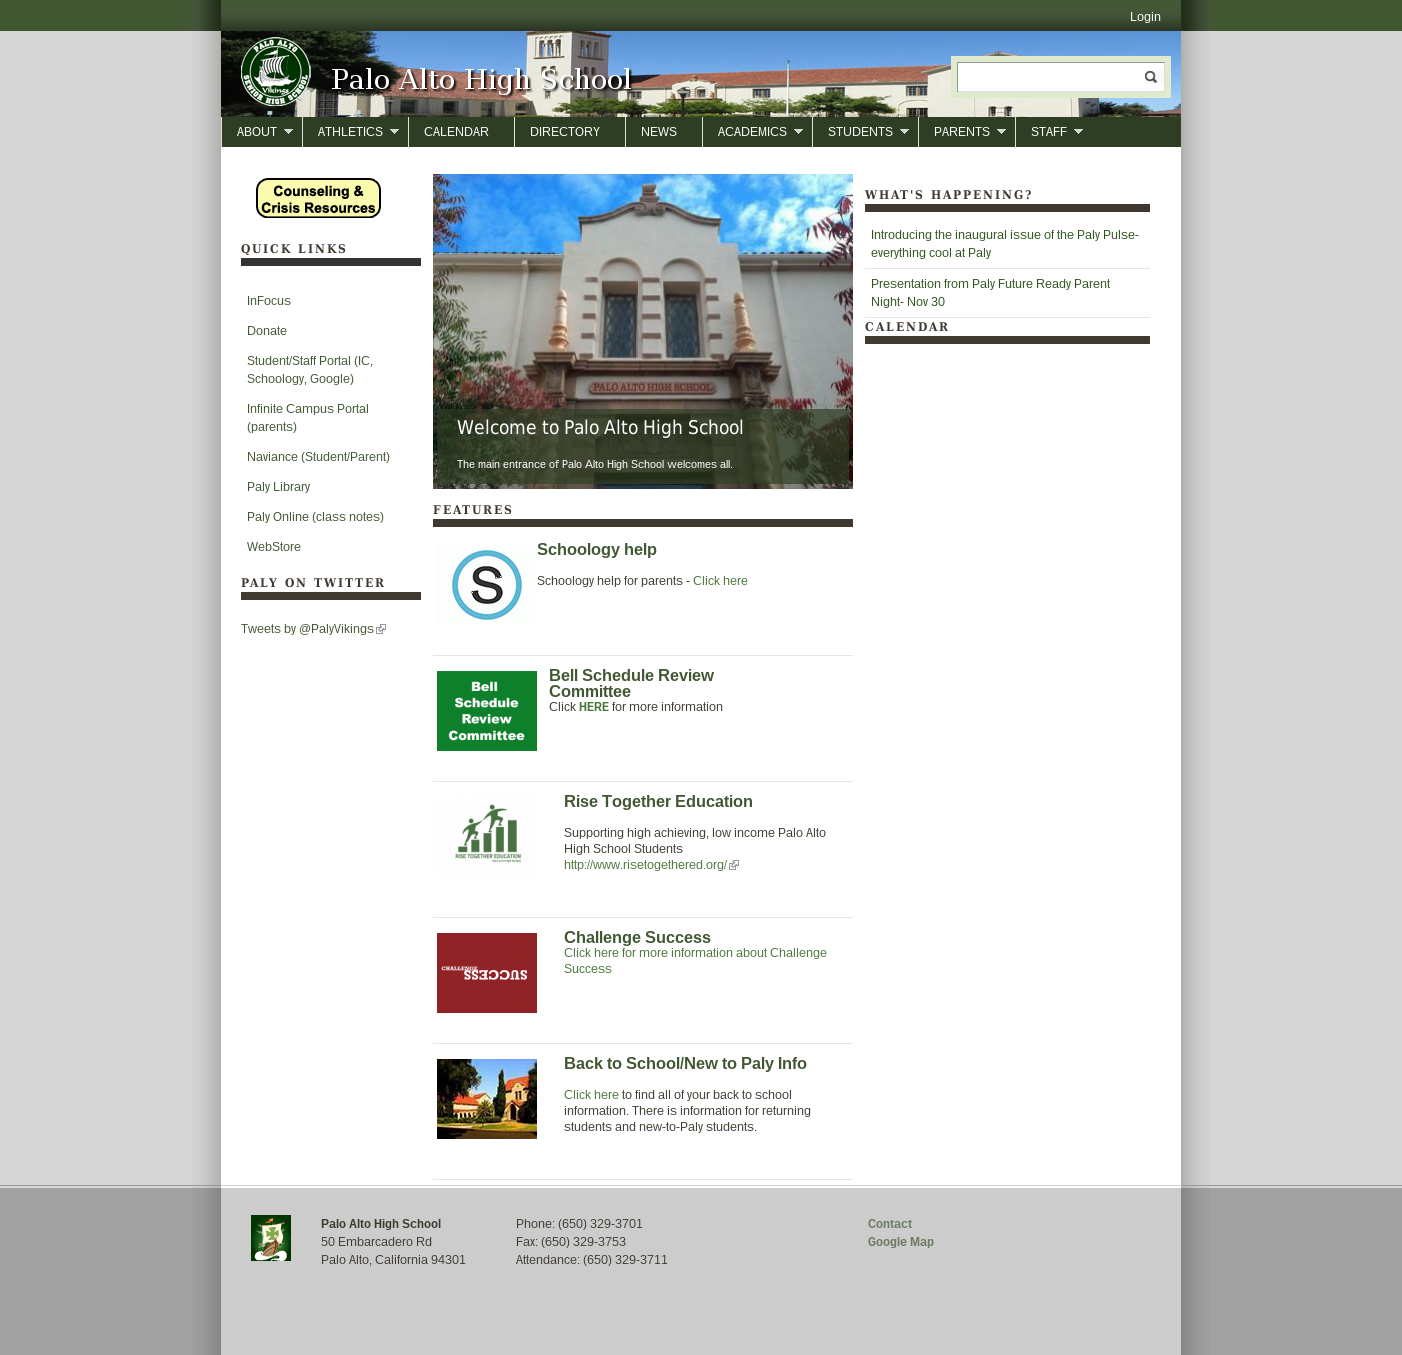 Login
PALO ALTO
Vikings
SENIOR HIGH SCHOOL
Palo Alto High School
ABOUT
ATHLETICS
CALENDAR
DIRECTORY
NEWS
ACADEMICS
STUDENTS
PARENTS
STAFF
Counseling &
Crisis Resources
QUICK LINKS
InFocus
Donate
Student/Staff Portal (IC,
Schoology, Google)
Infinite Campus Portal
(parents)
Naviance (Student/Parent)
Paly Library
Paly Online (class notes)
WebStore
PALY ON TWITTER
Tweets by @PalyVikings
PALO ALTO HIGH SCHOOL
Welcome to Palo Alto High School
The main entrance of Palo Alto High School welcomes all.
FEATURES
S
Schoology help
Schoology help for parents - Click here
Bell
Schedule
Review
Committee
Bell Schedule Review
Committee
Click HERE for more information
RISE TOGETHER EDUCATION
Rise Together Education
Supporting high achieving, low income Palo Alto
High School Students
http://www.risetogethered.org/
CHALLENGE
SUCCESS
Challenge Success
Click here for more information about Challenge
Success
Back to School/New to Paly Info
Click here to find all of your back to school
information. There is information for returning
students and new-to-Paly students.
WHAT'S HAPPENING?
Introducing the inaugural issue of the Paly Pulse-
everything cool at Paly
Presentation from Paly Future Ready Parent
Night- Nov 30
CALENDAR
Palo Alto High School
50 Embarcadero Rd
Palo Alto, California 94301
Phone: (650) 329-3701
Fax: (650) 329-3753
Attendance: (650) 329-3711
Contact
Google Map